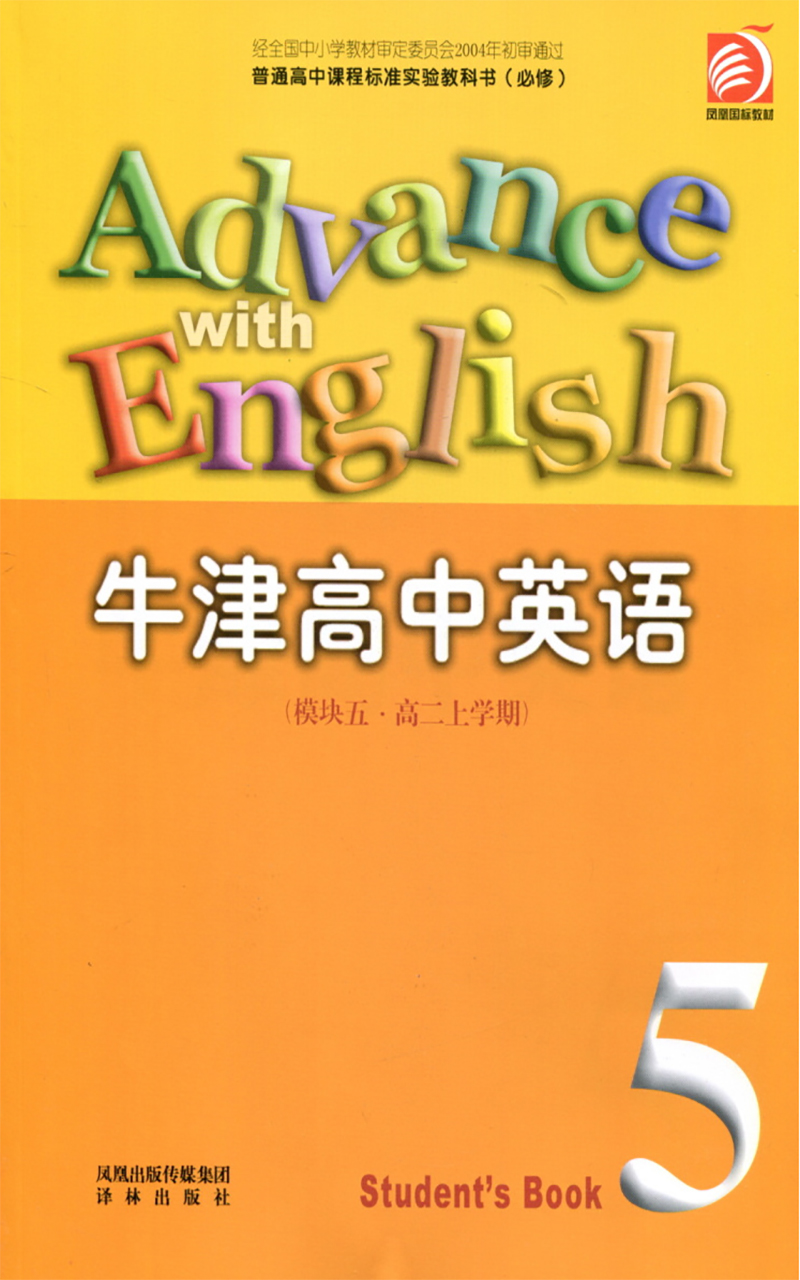 经全国中小学教材审定委员会2004年初审通过
普通高中课程标准实验教科书（必修）
凤凰国标教材
Advance
with
English
牛津高中英语
（模块五·高二上学期）
5
凤凰出版传媒集团
译林出版社
Student's Book